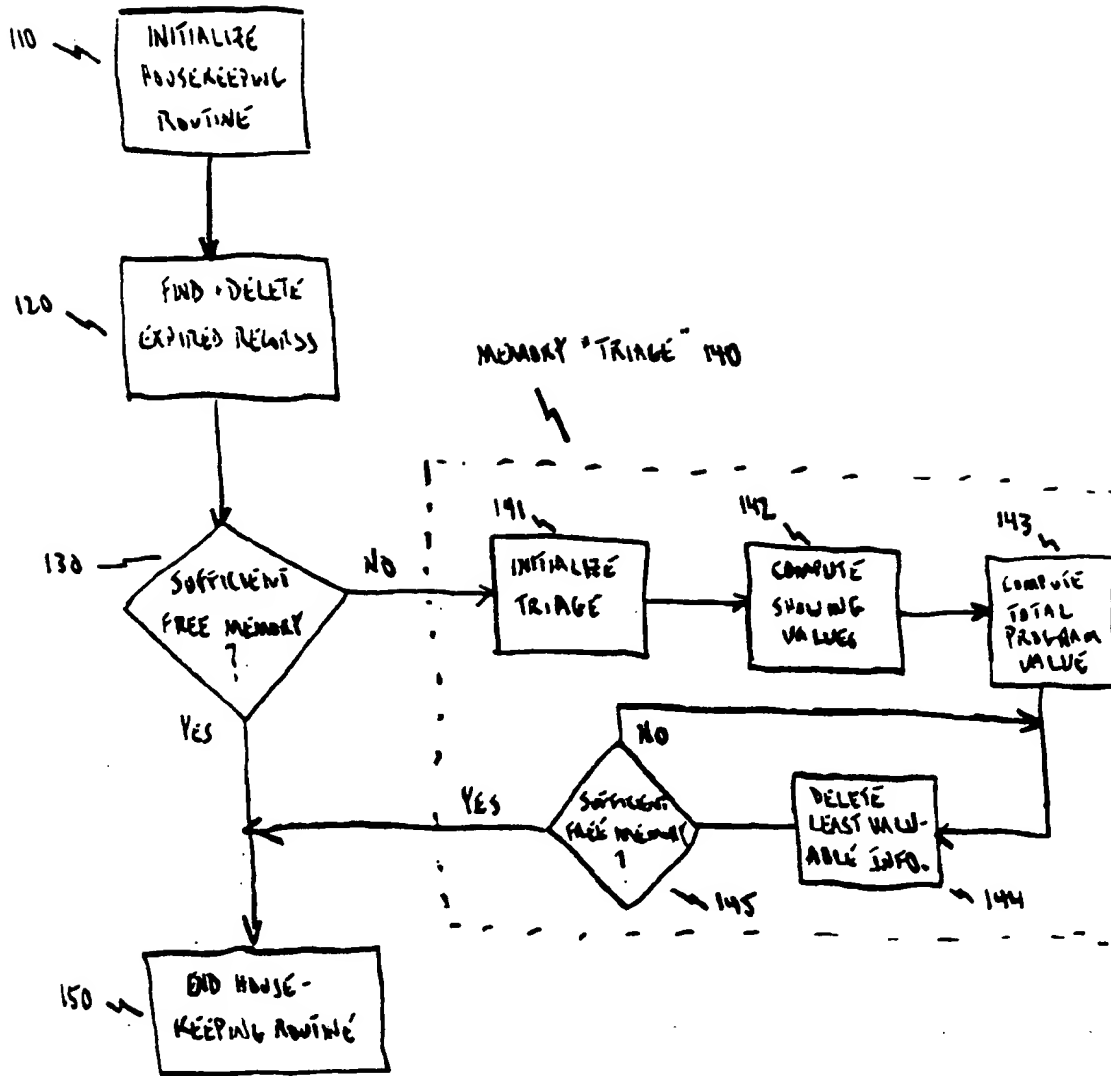 110
INITIALIZE
HOUSEKEEPING
ROUTINE
120
FIND + DELETE
EXPIRED RECORDS
MEMORY "TRIAGE" 140
130
SUFFICIENT
FREE MEMORY
?
NO
YES
141
INITIALIZE
TRIAGE
142
COMPUTE
SHOWING
VALUES
143
COMPUTE
TOTAL
PROGRAM
VALUE
NO
YES
SUFFICIENT
FREE MEMORY
?
145
DELETE
LEAST VALU-
ABLE INFO.
144
150
END HOUSE-
KEEPING ROUTINE